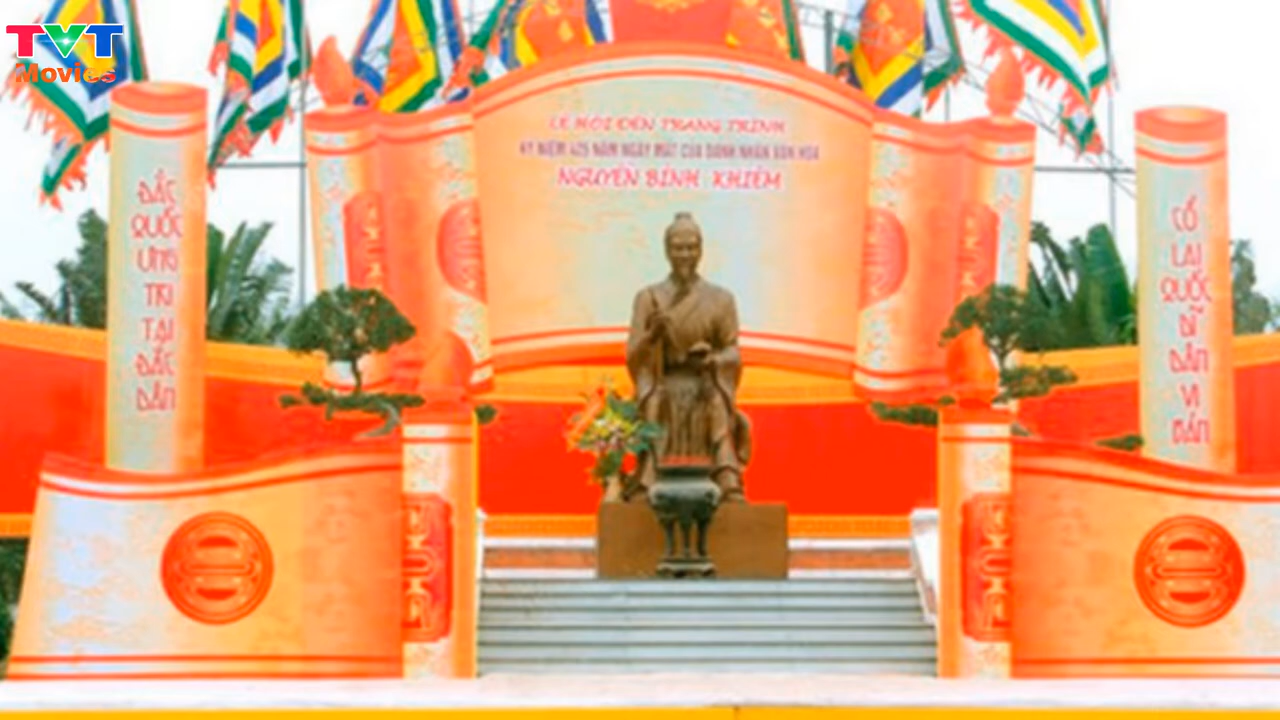 TVT
Movies
LỄ HỘI ĐỀN TRẠNG TRÌNH
KỶ NIỆM 425 NĂM NGÀY MẤT CỦA DANH NHÂN VĂN HÓA
NGUYỄN BỈNH KHIÊM
ĐẮC
QUỐC
ƯNG
TRI
TẠI
ĐẮC
DÂN
CỔ
LAI
QUỐC
DĨ
DÂN
VI
BẢN